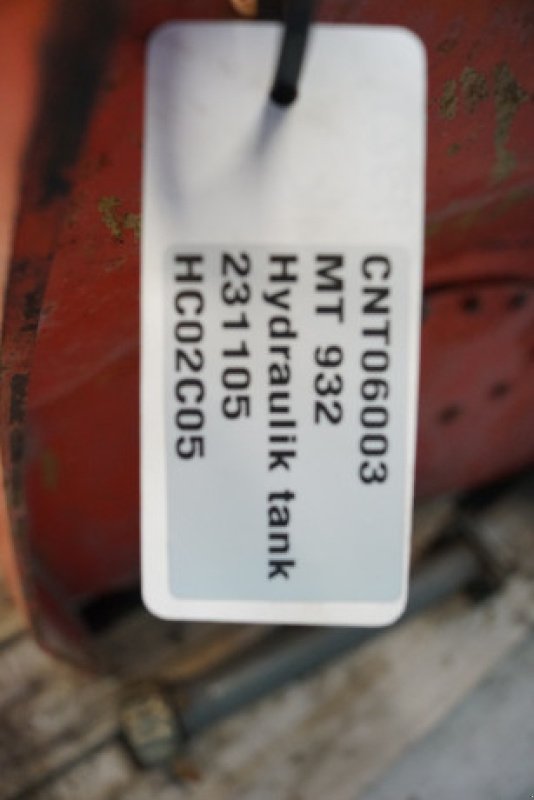 CNT06003
MT 932
Hydraulik tank
231105
HC02C05